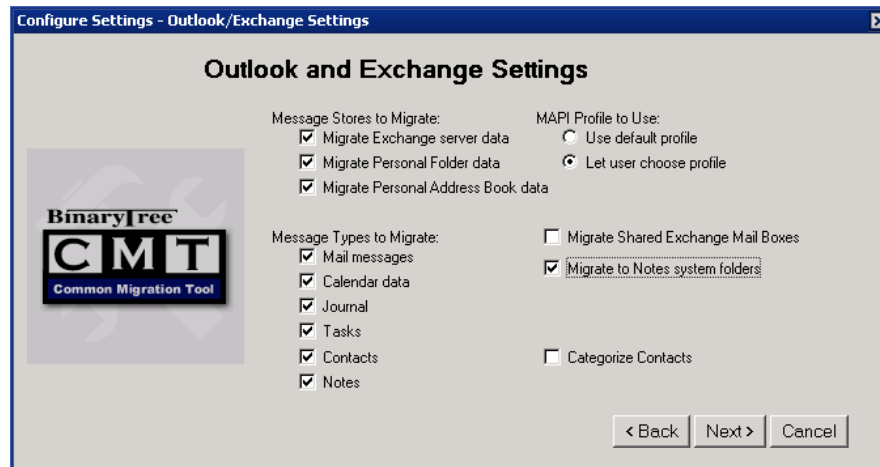 Configure Settings - Outlook/Exchange Settings
Outlook and Exchange Settings
Message Stores to Migrate:
Migrate Exchange server data
Migrate Personal Folder data
Migrate Personal Address Book data
MAPI Profile to Use:
Use default profile
Let user choose profile
BinaryTree
CMT
Common Migration Tool
Message Types to Migrate:
Mail messages
Calendar data
Journal
Tasks
Contacts
Notes
Migrate Shared Exchange Mail Boxes
Migrate to Notes system folders
Categorize Contacts
< Back
Next >
Cancel